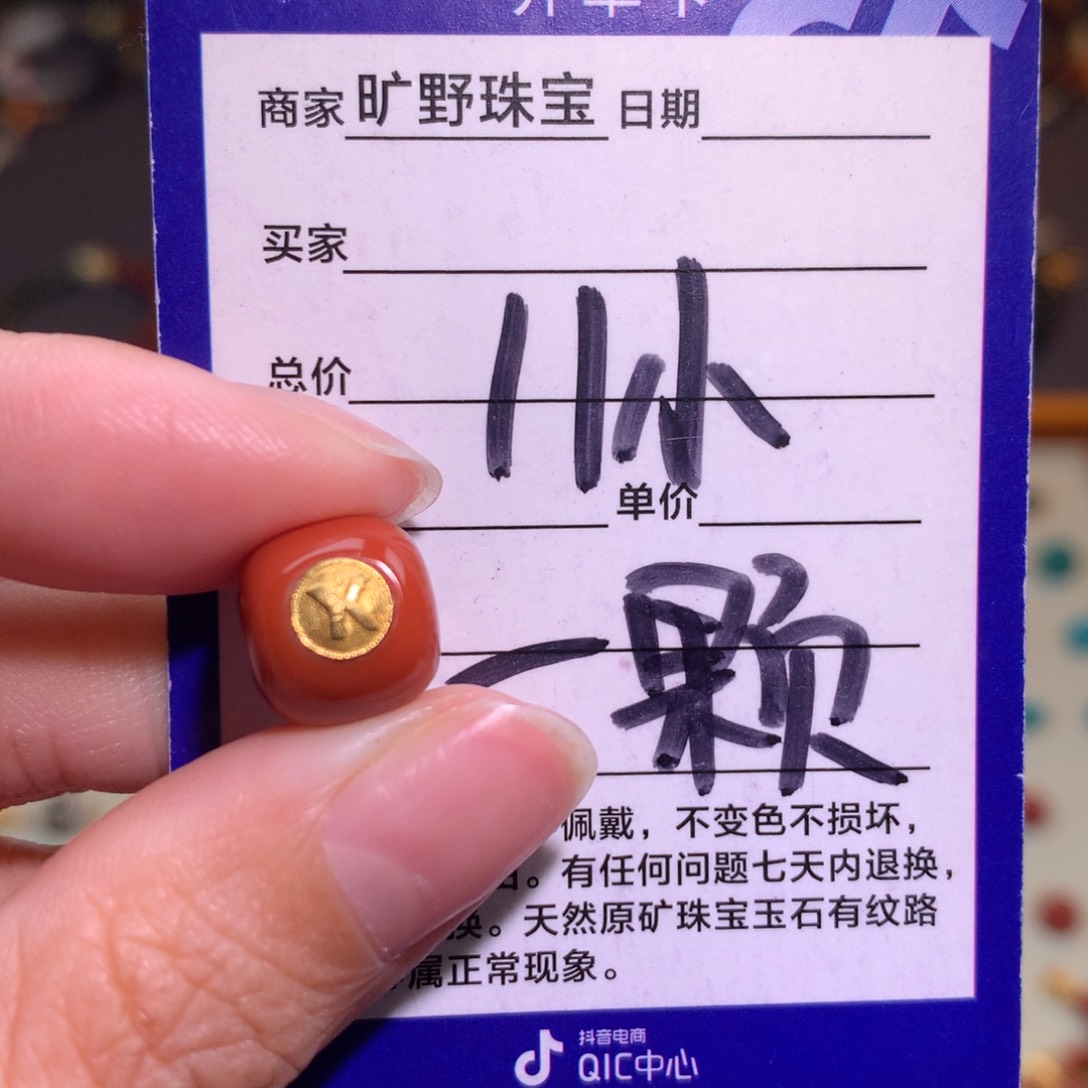 商家 旷野珠宝 日期
买家
总价
川小
单价
一颗
佩戴，不变色不损坏，
。有任何问题七天内退换，
换。天然原矿珠宝玉石有纹路
属正常现象。
抖音电商
QIC中心